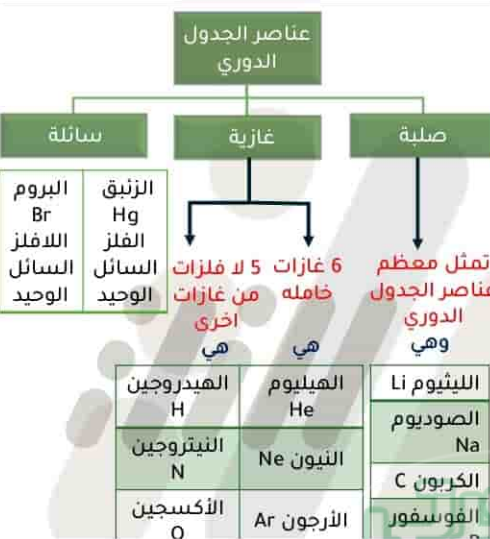 عناصر الجدول
الدوري
صلبة
غازية
سائلة
تمثل معظم
عناصر الجدول
الدوري
وهي
الليثيوم Li
الصوديوم
Na
الكربون C
الفوسفور
6 غازات
خامله
هي
الهيليوم
He
النيون Ne
الأرجون Ar
5 لا فلزات
من غازات
اخرى
هي
الهيدروجين
H
النيتروجين
N
الأكسجين
O
الزئبق
Hg
الفلز
السائل
الوحيد
البروم
Br
اللافلز
السائل
الوحيد